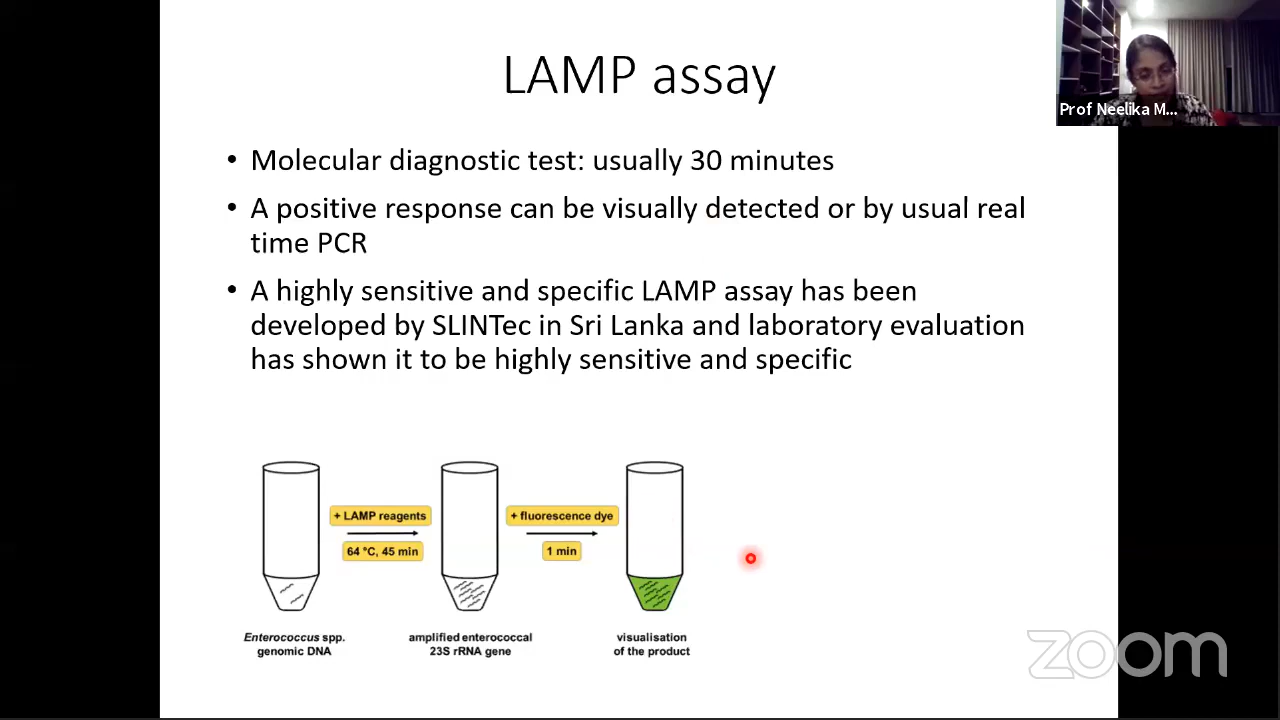 LAMP assay
Prof Neelika M...
• Molecular diagnostic test: usually 30 minutes
• A positive response can be visually detected or by usual real
time PCR
• A highly sensitive and specific LAMP assay has been
developed by SLINTec in Sri Lanka and laboratory evaluation
has shown it to be highly sensitive and specific
+ LAMP reagents
64 °C, 45 min
+ fluorescence dye
1 min
Enterococcus spp.
genomic DNA
amplified enterococcal
23S rRNA gene
visualisation
of the product
zoom